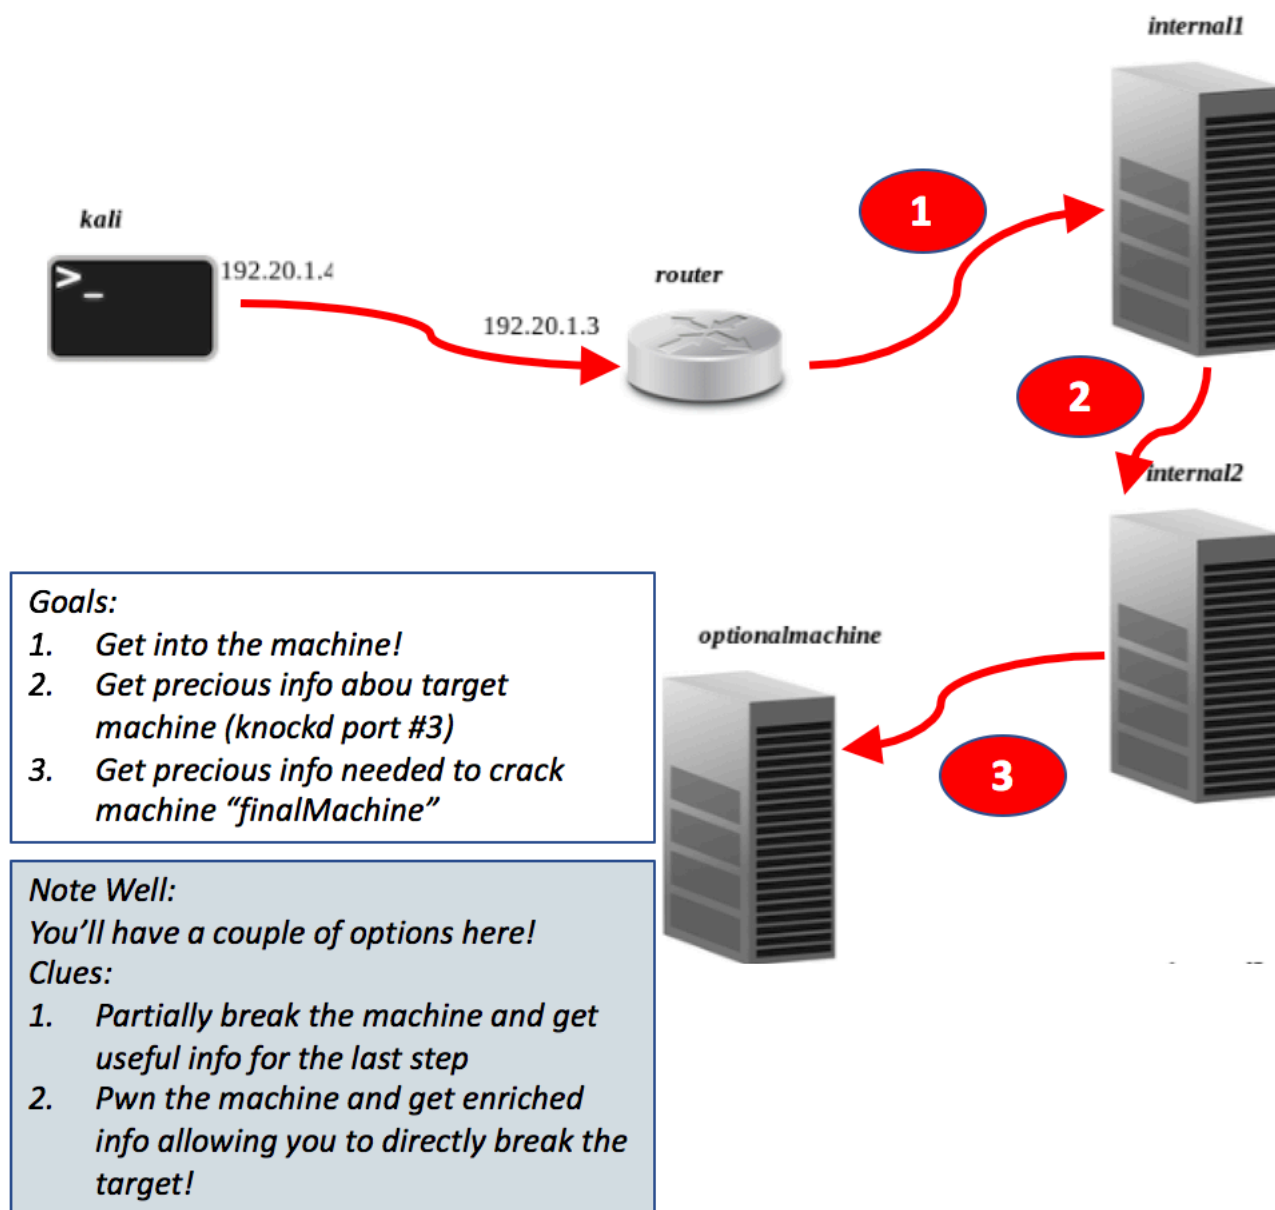 internal1
1
kali
>_
192.20.1.4
router
192.20.1.3
2
internal2
Goals:
1. Get into the machine!
2. Get precious info abou target
machine (knockd port #3)
3. Get precious info needed to crack
machine “finalMachine”
optionalmachine
3
Note Well:
You’ll have a couple of options here!
Clues:
1. Partially break the machine and get
useful info for the last step
2. Pwn the machine and get enriched
info allowing you to directly break the
target!